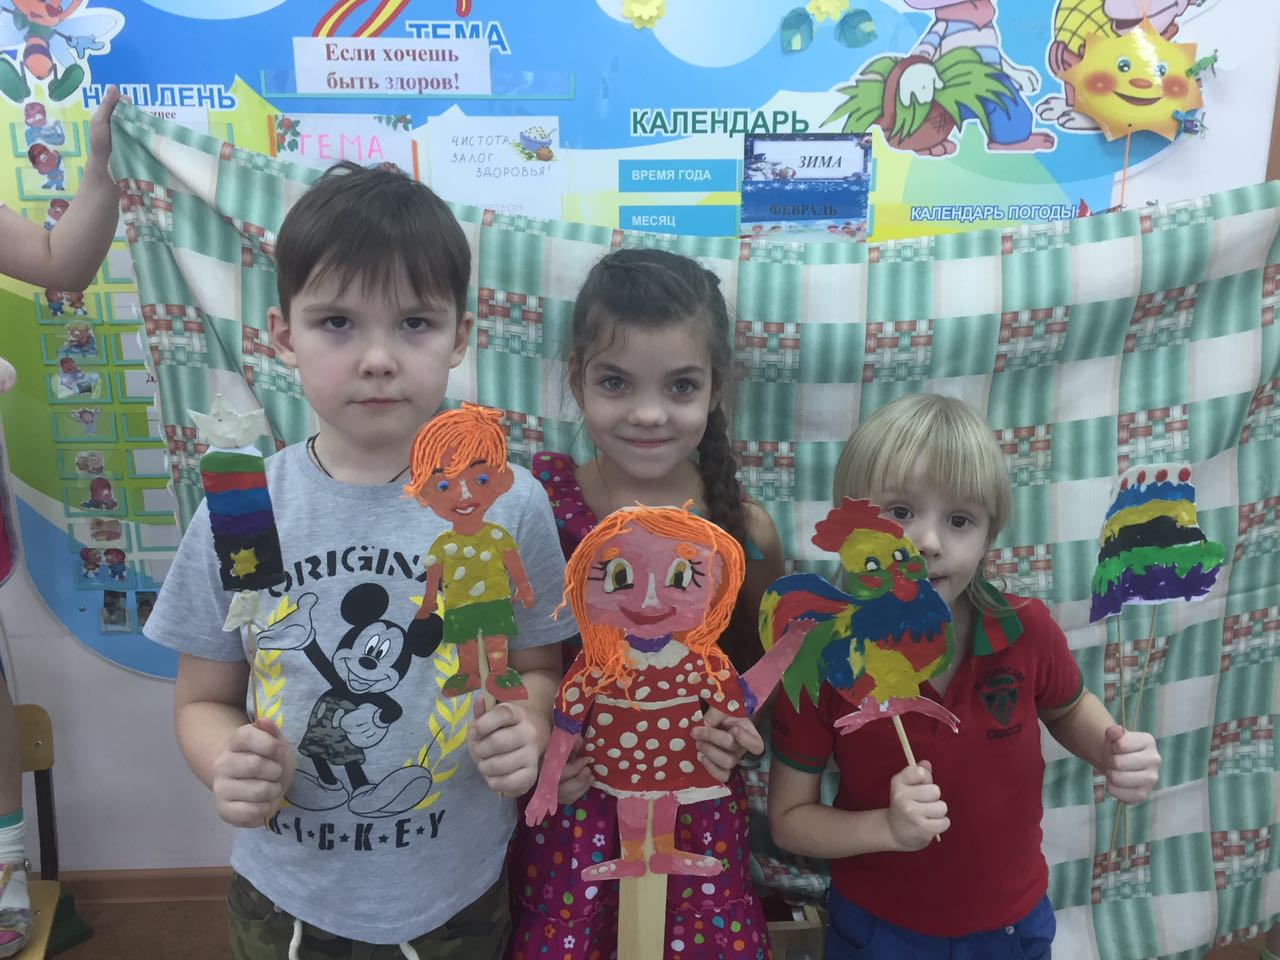 ТЕМА
Если хочешь
быть здоров!
НАШ ДЕНЬ
ТЕМА
ЧИСТОТА-
ЗАЛОГ
ЗДОРОВЬЯ!
КАЛЕНДАРЬ
ВРЕМЯ ГОДА
ЗИМА
МЕСЯЦ
ФЕВРАЛЬ
КАЛЕНДАРЬ ПОГОДЫ
MICKEY
GUCCI